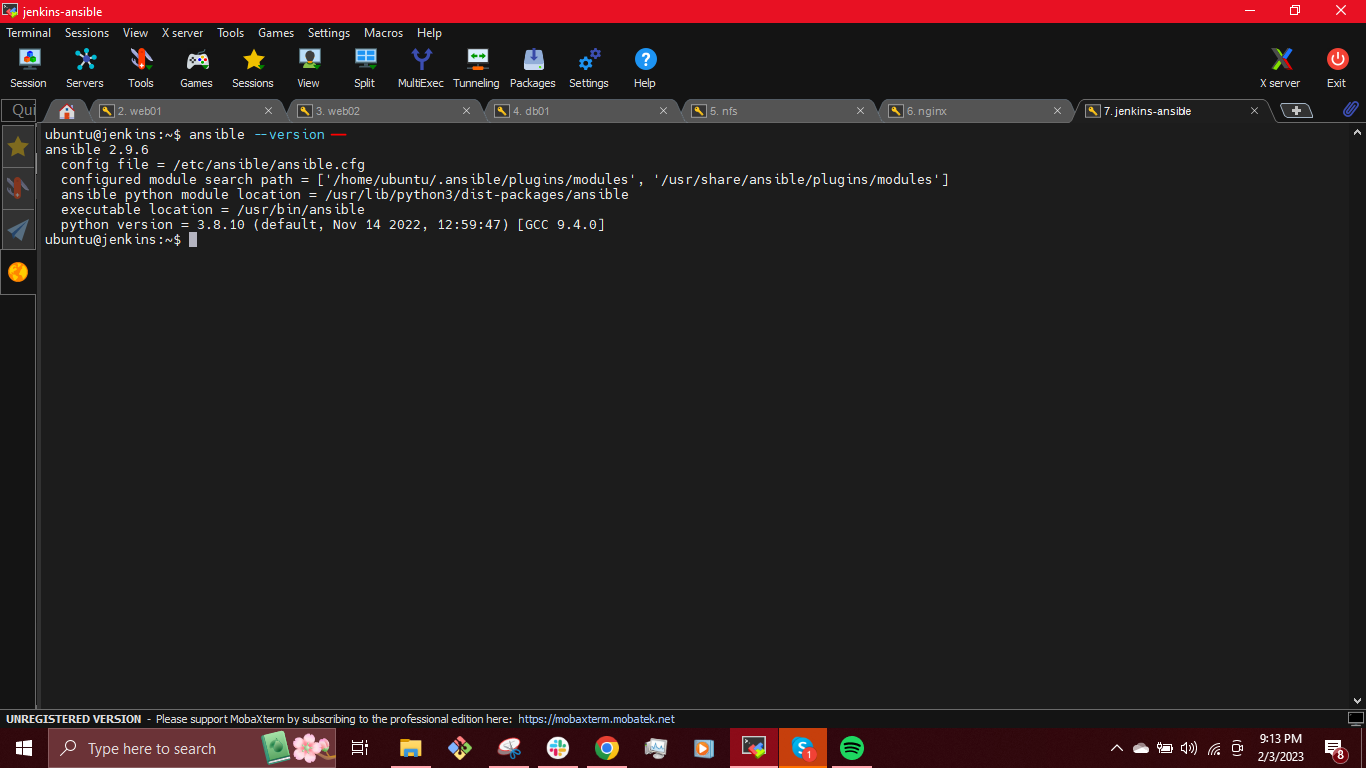 jenkins-ansible
Terminal Sessions View X server Tools Games Settings Macros Help
Session Servers Tools Games Sessions View Split MultiExec Tunneling Packages Settings Help X server Exit
Qui 2. web01 3. web02 4. db01 5. nfs 6. nginx 7. jenkins-ansible
ubuntu@jenkins:~$ ansible --version
ansible 2.9.6
  config file = /etc/ansible/ansible.cfg
  configured module search path = ['/home/ubuntu/.ansible/plugins/modules', '/usr/share/ansible/plugins/modules']
  ansible python module location = /usr/lib/python3/dist-packages/ansible
  executable location = /usr/bin/ansible
  python version = 3.8.10 (default, Nov 14 2022, 12:59:47) [GCC 9.4.0]
ubuntu@jenkins:~$
UNREGISTERED VERSION - Please support MobaXterm by subscribing to the professional edition here: https://mobaxterm.mobatek.net
Type here to search 1 9:13 PM 8
2/3/2023